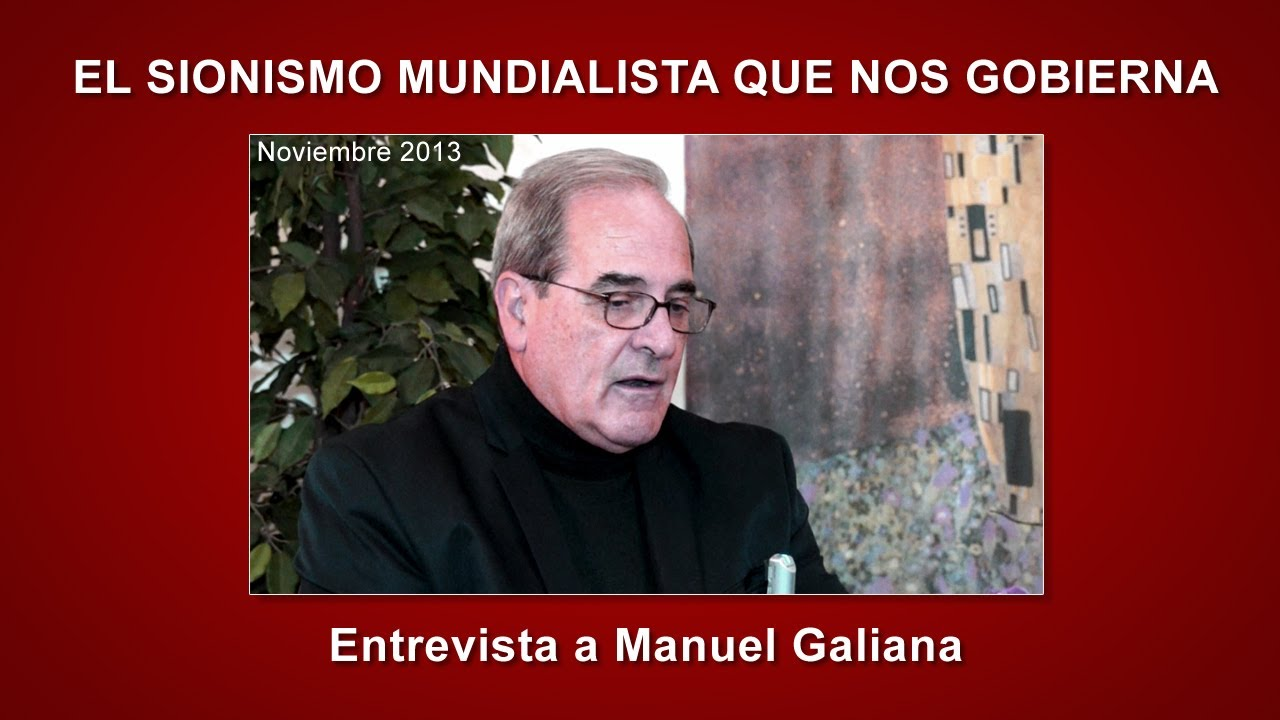 EL SIONISMO MUNDIALISTA QUE NOS GOBIERNA
Noviembre 2013
Entrevista a Manuel Galiana